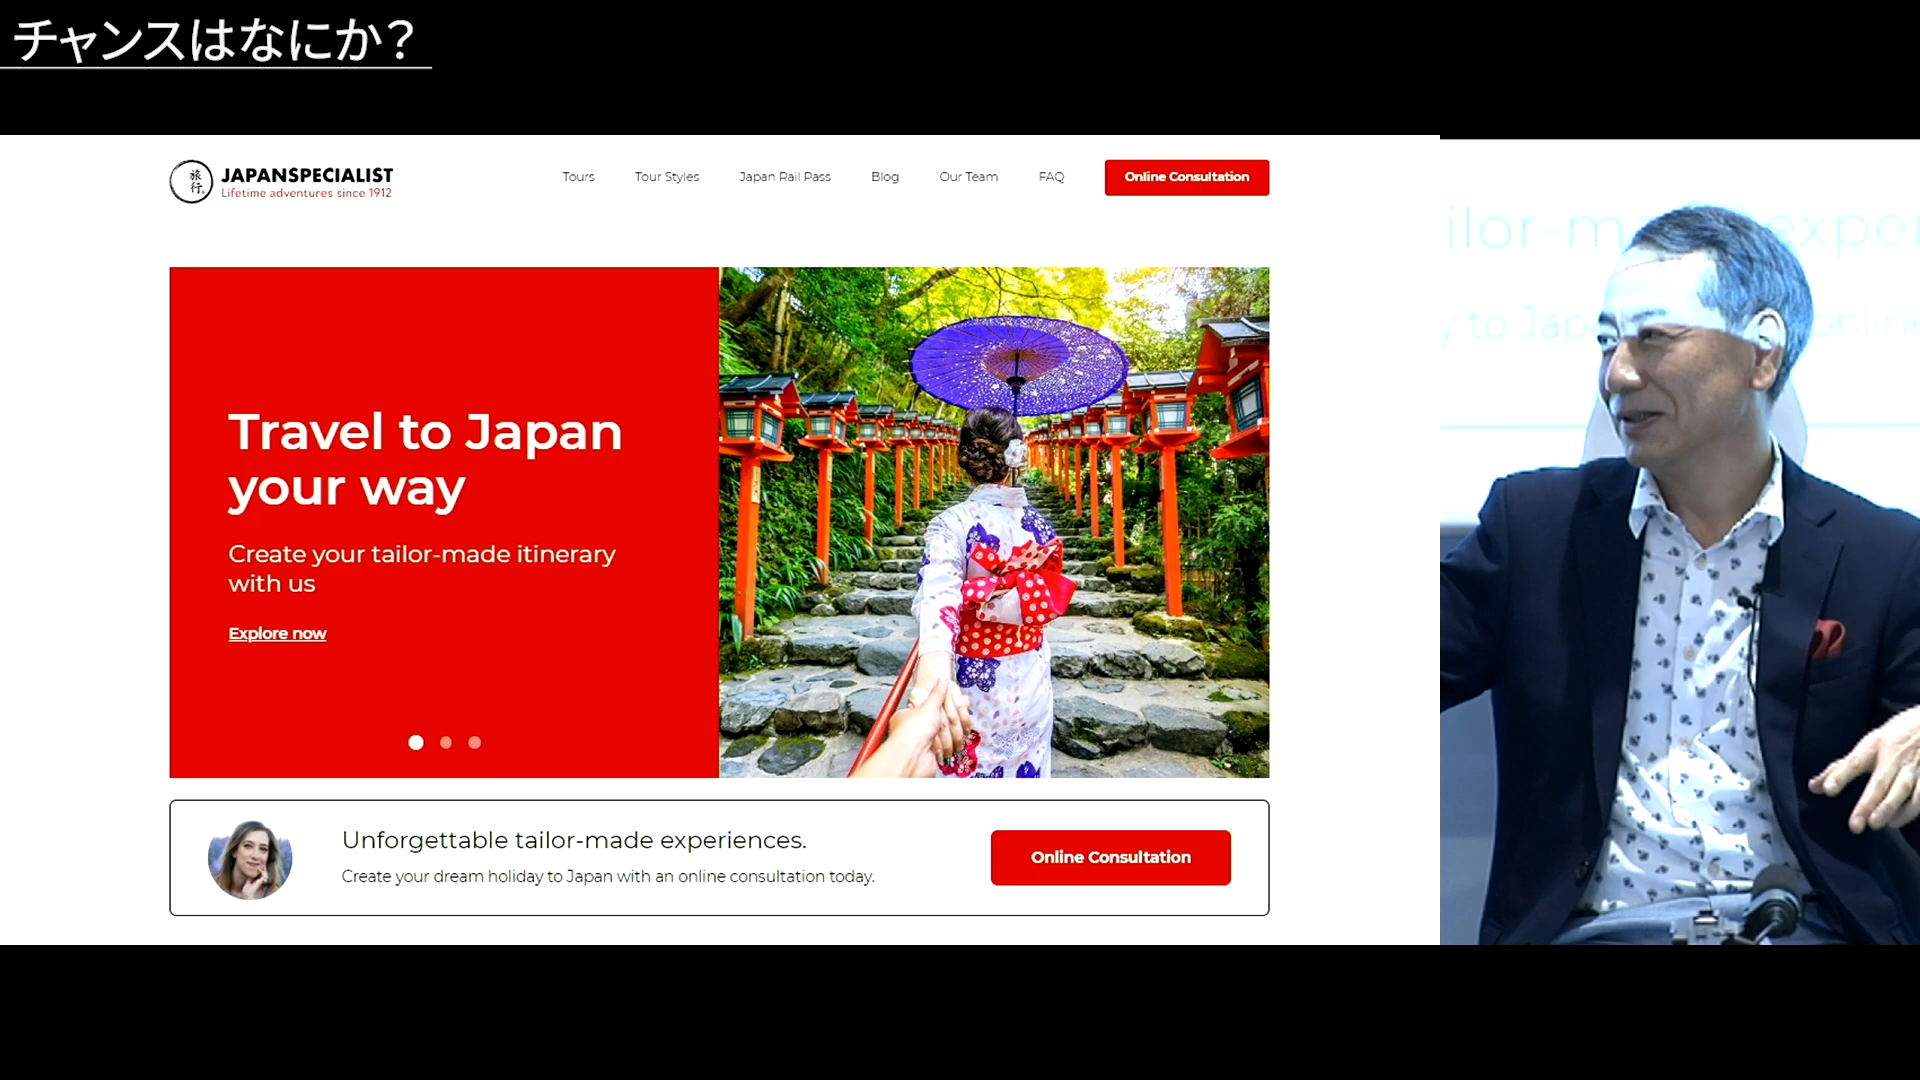 チャンスはなにか?
旅行
JAPANSPECIALIST
Lifetime adventures since 1912
Tours
Tour Styles
Japan Rail Pass
Blog
Our Team
FAQ
Online Consultation
Travel to Japan
your way
Create your tailor-made itinerary
with us
Explore now
Unforgettable tailor-made experiences.
Create your dream holiday to Japan with an online consultation today.
Online Consultation